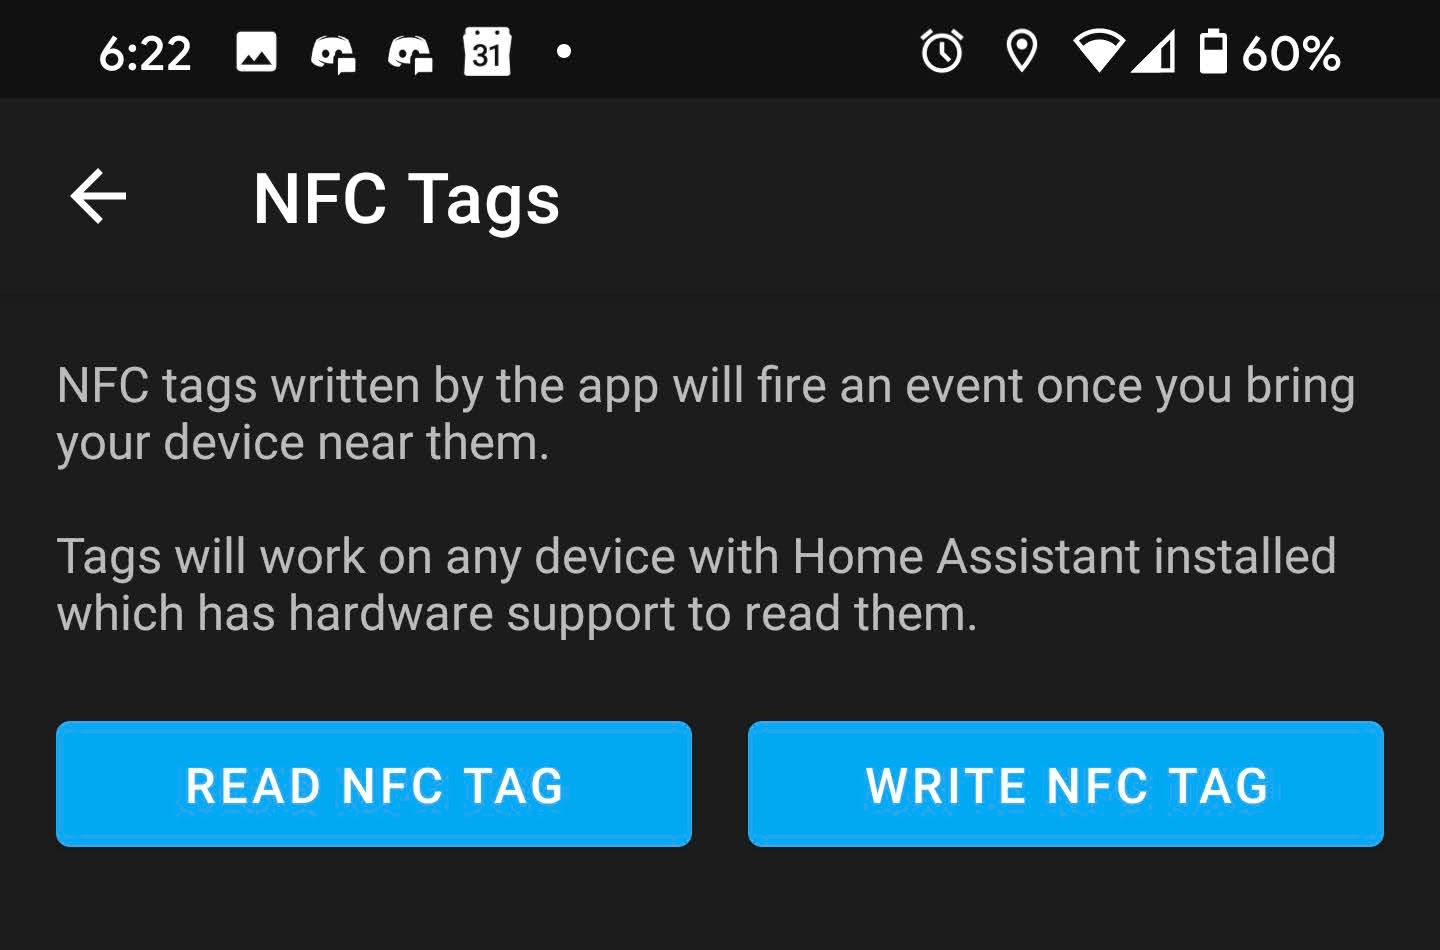 6:22 31 60%
NFC Tags
NFC tags written by the app will fire an event once you bring
your device near them.
Tags will work on any device with Home Assistant installed
which has hardware support to read them.
READ NFC TAG WRITE NFC TAG